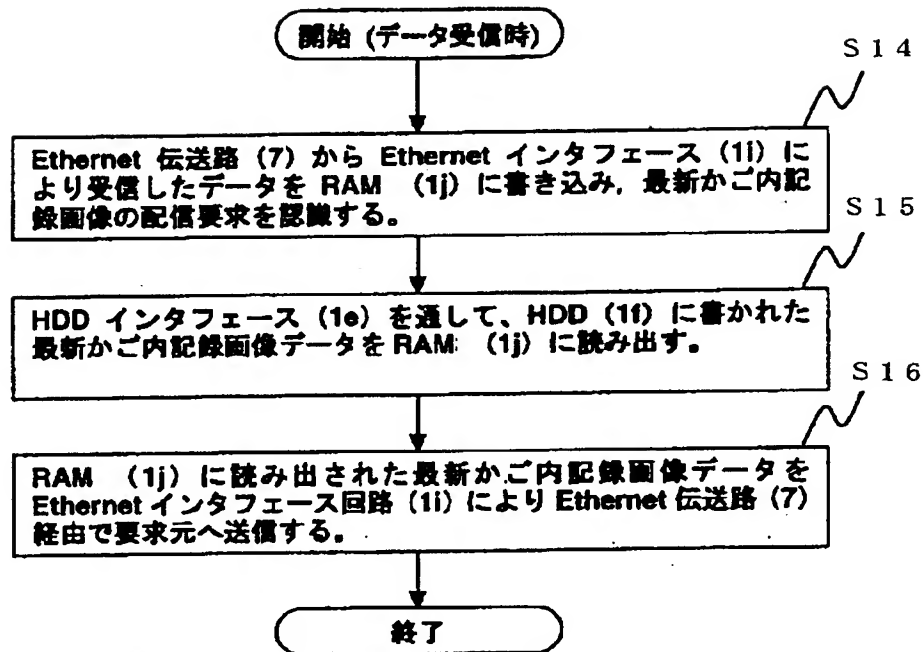 開始 (データ受信時)
S14
Ethernet 伝送路 (7) から Ethernet インタフェース (1i) に
より受信したデータを RAM (1j) に書き込み, 最新かご内記
録画像の配信要求を認識する。
S15
HDD インタフェース (1e) を通して、HDD (1f) に書かれた
最新かご内記録画像データを RAM: (1j) に読み出す。
S16
RAM (1j) に読み出された最新かご内記録画像データを
Ethernet インタフェース回路 (1i) により Ethernet 伝送路 (7)
経由で要求元へ送信する。
終了